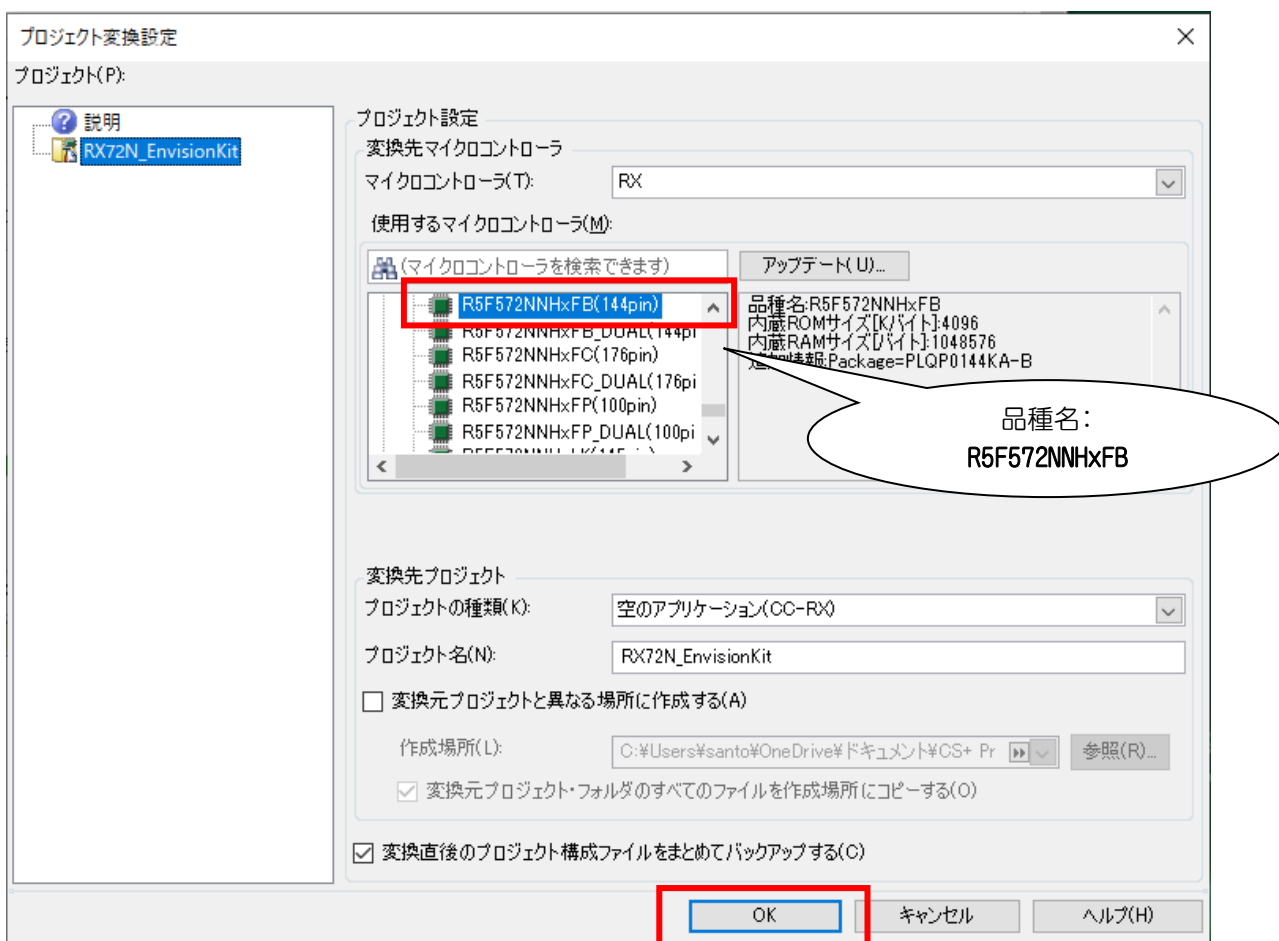 プロジェクト変換設定
プロジェクト(P):
説明
RX72N_EnvisionKit
プロジェクト設定
変換先マイクロコントローラ
マイクロコントローラ(T):
RX
使用するマイクロコントローラ(M):
(マイクロコントローラを検索できます)
アップデート(U)...
R5F572NNHxFB(144pin)
R5F572NNHxFB_DUAL(144pi
R5F572NNHxFC(176pin)
R5F572NNHxFC_DUAL(176pi
R5F572NNHxFP(100pin)
R5F572NNHxFP_DUAL(100pi
品種名:R5F572NNHxFB
内蔵ROMサイズ[Kバイト]:4096
内蔵RAMサイズ[バイト]:1048576
追加情報:Package=PLQP0144KA-B
品種名:
R5F572NNHxFB
変換先プロジェクト
プロジェクトの種類(K):
空のアプリケーション(CC-RX)
プロジェクト名(N):
RX72N_EnvisionKit
変換元プロジェクトと異なる場所に作成する(A)
作成場所(L):
C:¥Users¥santo¥OneDrive¥ドキュメント¥CS+ Pr
参照(R)...
変換元プロジェクト・フォルダのすべてのファイルを作成場所にコピーする(O)
変換直後のプロジェクト構成ファイルをまとめてバックアップする(C)
OK
キャンセル
ヘルプ(H)